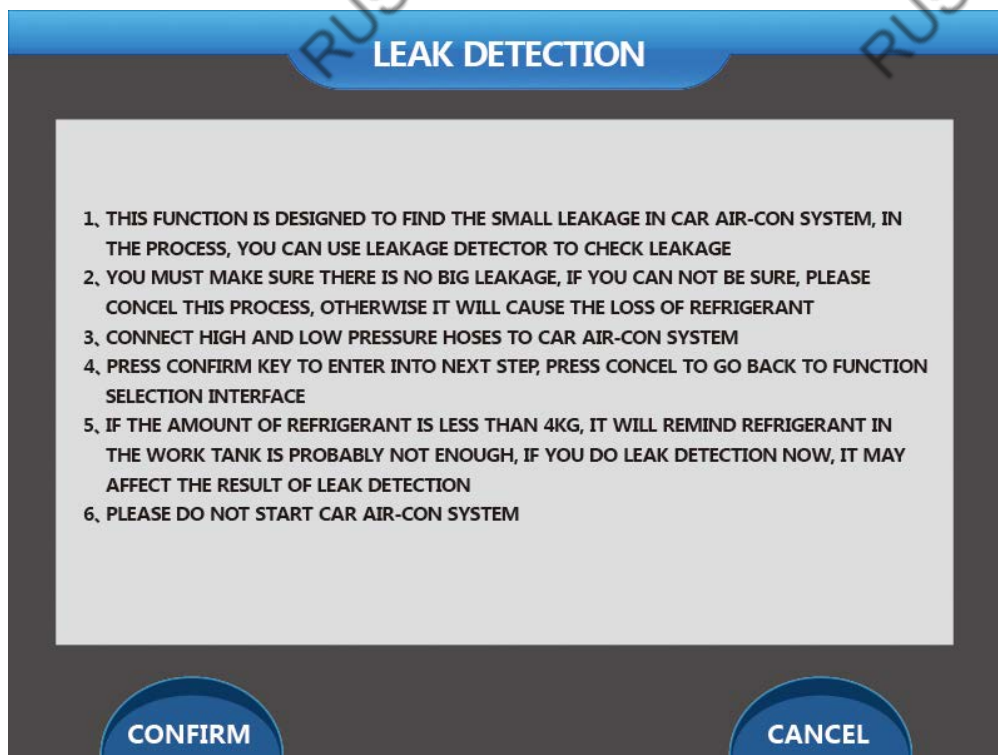 RUS
RUS
LEAK DETECTION
1、THIS FUNCTION IS DESIGNED TO FIND THE SMALL LEAKAGE IN CAR AIR-CON SYSTEM, IN
THE PROCESS, YOU CAN USE LEAKAGE DETECTOR TO CHECK LEAKAGE
2、YOU MUST MAKE SURE THERE IS NO BIG LEAKAGE, IF YOU CAN NOT BE SURE, PLEASE
CONCEL THIS PROCESS, OTHERWISE IT WILL CAUSE THE LOSS OF REFRIGERANT
3、CONNECT HIGH AND LOW PRESSURE HOSES TO CAR AIR-CON SYSTEM
4、PRESS CONFIRM KEY TO ENTER INTO NEXT STEP, PRESS CONCEL TO GO BACK TO FUNCTION
SELECTION INTERFACE
5、IF THE AMOUNT OF REFRIGERANT IS LESS THAN 4KG, IT WILL REMIND REFRIGERANT IN
THE WORK TANK IS PROBABLY NOT ENOUGH, IF YOU DO LEAK DETECTION NOW, IT MAY
AFFECT THE RESULT OF LEAK DETECTION
6、PLEASE DO NOT START CAR AIR-CON SYSTEM
CONFIRM
CANCEL